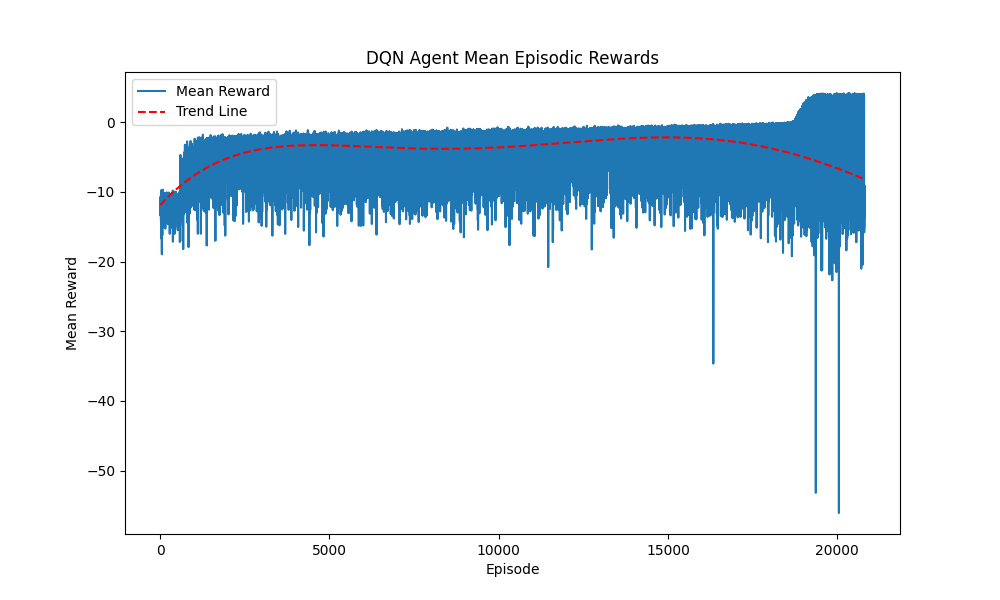 DQN Agent Mean Episodic Rewards
Mean Reward
Trend Line
0
−10
−20
−30
−40
−50
Mean Reward
0
5000
10000
15000
20000
Episode